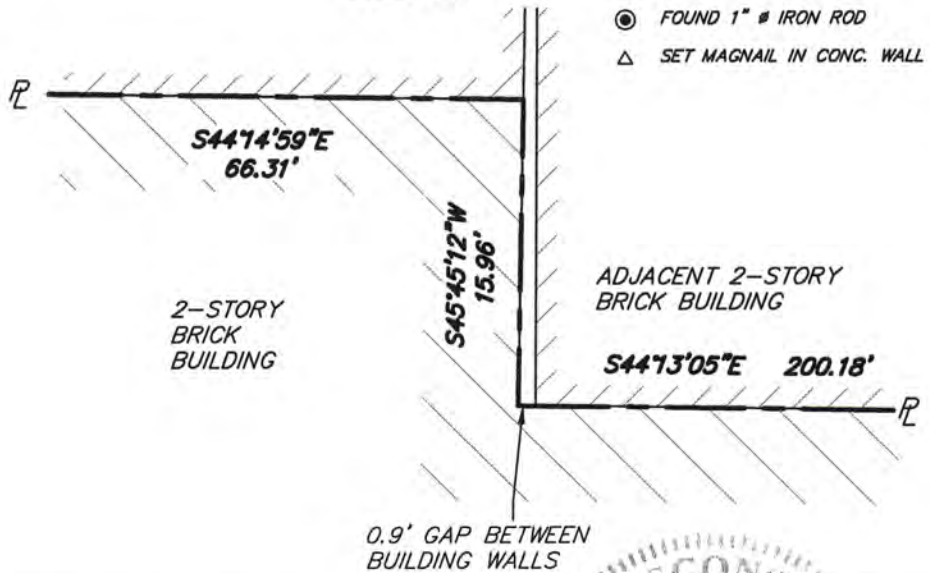 FOUND 1" ø IRON ROD
SET MAGNAIL IN CONC. WALL
PL
S44°14'59"E
66.31'
S45°45'12"W
15.96'
2-STORY
BRICK
BUILDING
ADJACENT 2-STORY
BRICK BUILDING
S44°13'05"E 200.18'
PL
0.9' GAP BETWEEN
BUILDING WALLS